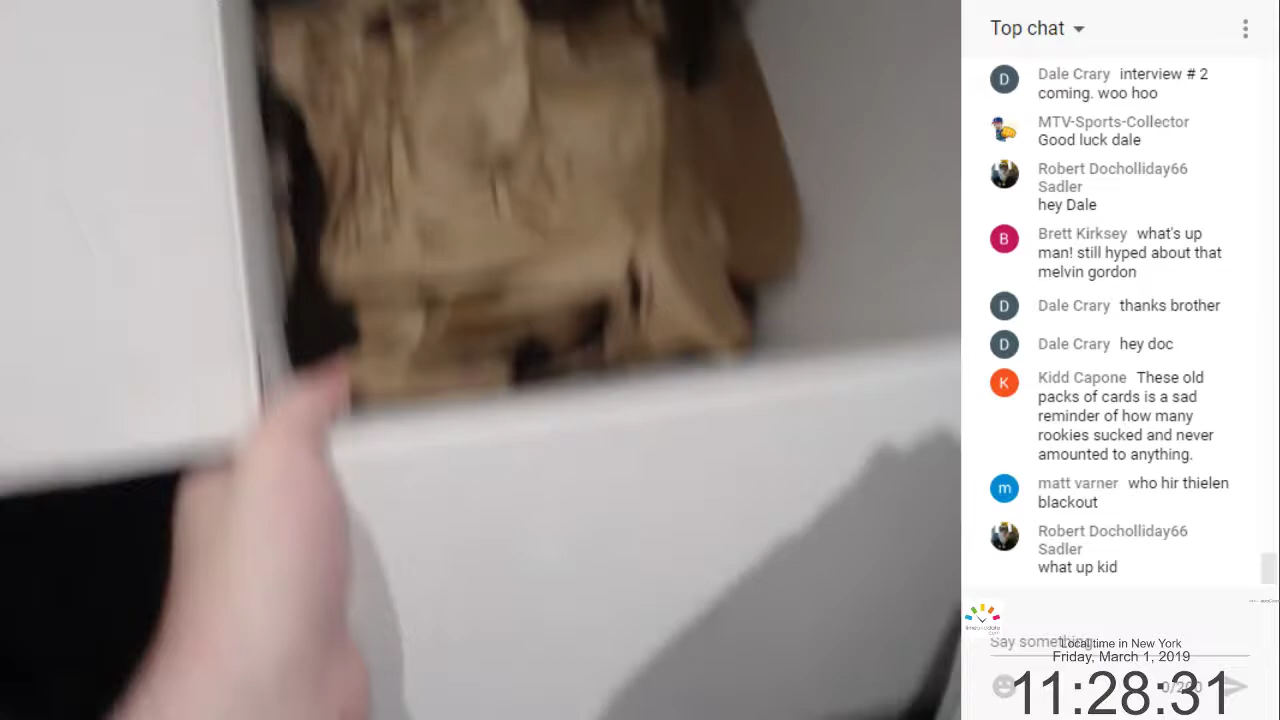 Top chat
Dale Crary interview # 2
coming. woo hoo
MTV-Sports-Collector
Good luck dale
Robert Docholliday66
Sadler
hey Dale
Brett Kirksey what's up
man! still hyped about that
melvin gordon
Dale Crary thanks brother
Dale Crary hey doc
Kidd Capone These old
packs of cards is a sad
reminder of how many
rookies sucked and never
amounted to anything.
matt varner who hir thielen
blackout
Robert Docholliday66
Sadler
what up kid
Say something...
Local time in New York
Friday, March 1, 2019
11:28:31
D
B
D
D
K
m